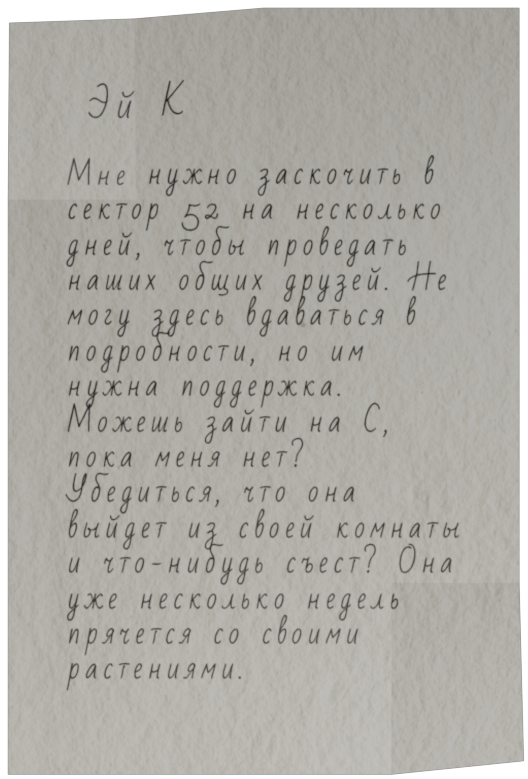 Эй К
Мне нужно заскочить в
сектор 52 на несколько
дней, чтобы проведать
наших общих друзей. Не
могу здесь вдаваться в
подробности, но им
нужна поддержка.
Можешь зайти на С,
пока меня нет?
Убедиться, что она
выйдет из своей комнаты
и что-нибудь съест? Она
уже несколько недель
прячется со своими
растениями.